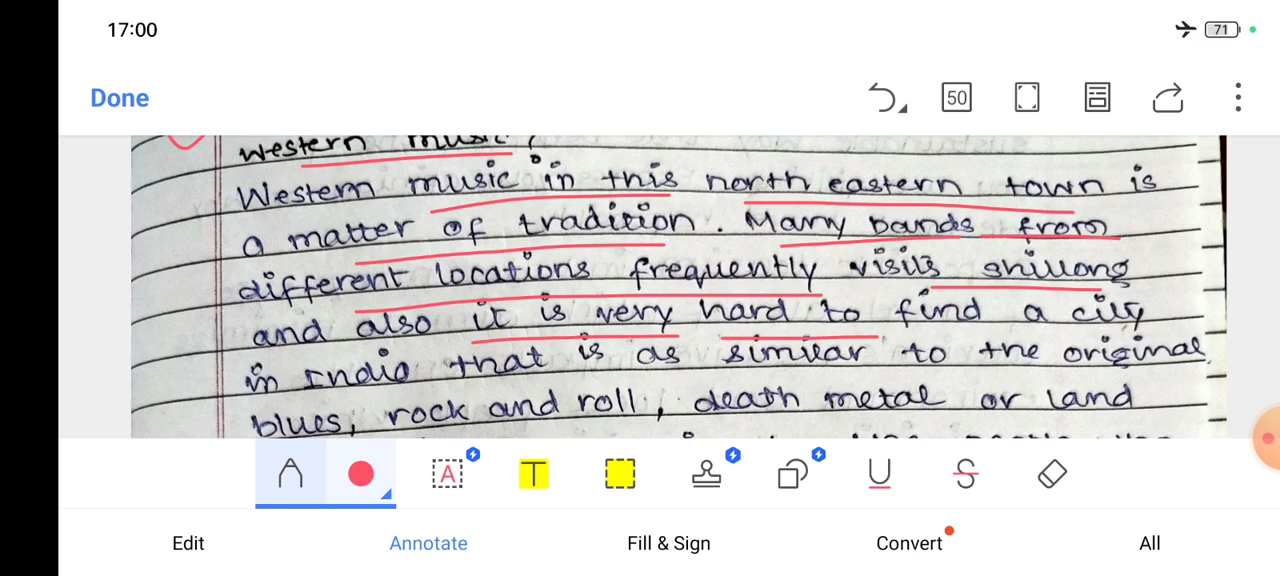 17:00
71
Done
50
western music?
Western music in this north eastern town is
a matter of tradition. Many bands from
different locations frequently visits shillong
and also it is very hard to find a city
in India that is as similar to the original
blues, rock and roll, death metal or land
A
T
U
S
Edit
Annotate
Fill & Sign
Convert
All